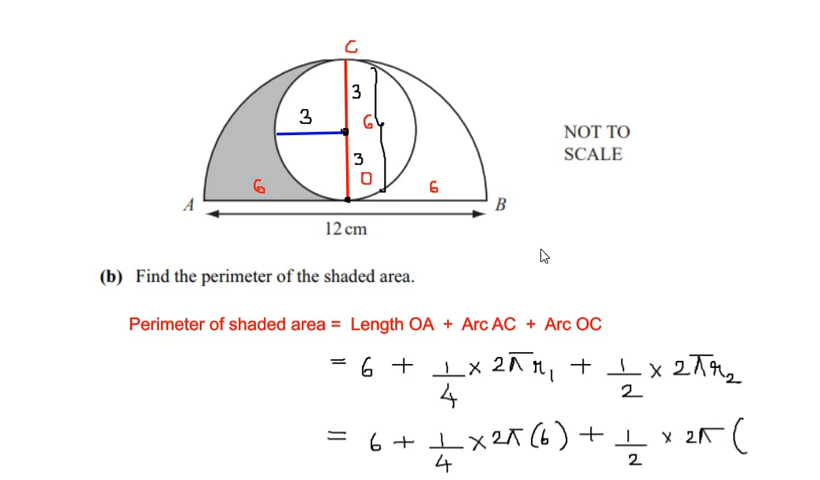 C
3
3
6
3
O
6
6
NOT TO
SCALE
A
B
12 cm
(b) Find the perimeter of the shaded area.
Perimeter of shaded area = Length OA + Arc AC + Arc OC
= 6 + 1/4 × 2πr₁ + 1/2 × 2πr₂
= 6 + 1/4 × 2π(6) + 1/2 × 2π(